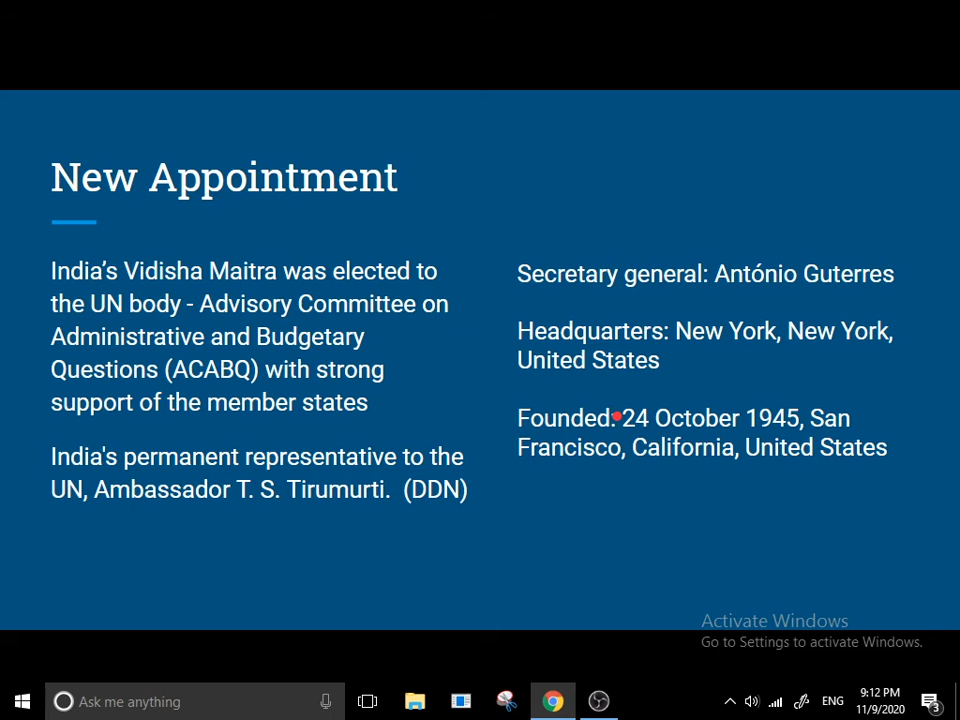 New Appointment
India’s Vidisha Maitra was elected to
the UN body - Advisory Committee on
Administrative and Budgetary
Questions (ACABQ) with strong
support of the member states
India's permanent representative to the
UN, Ambassador T. S. Tirumurti.  (DDN)
Secretary general: António Guterres
Headquarters: New York, New York,
United States
Founded: 24 October 1945, San
Francisco, California, United States
Activate Windows
Go to Settings to activate Windows.
Ask me anything
ENG
9:12 PM
11/9/2020
3